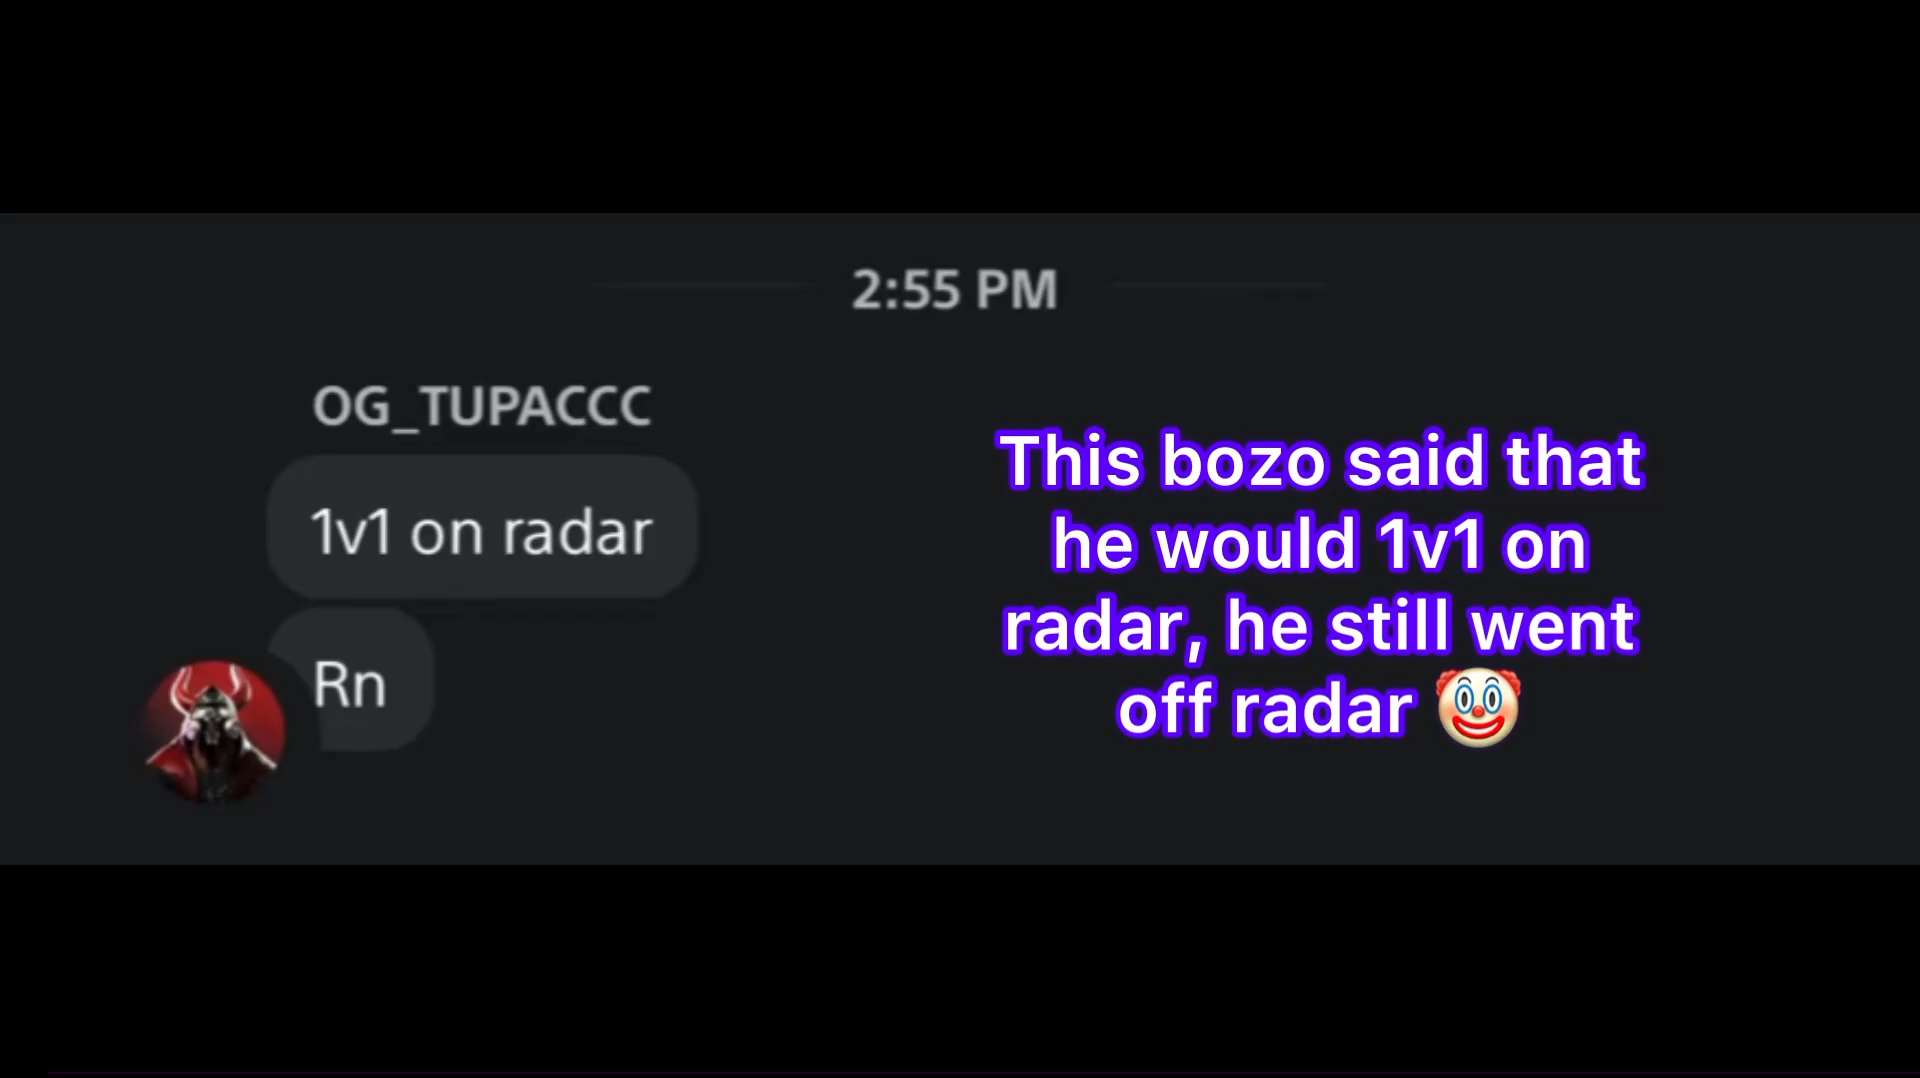 2:55 PM
OG_TUPACCC
1v1 on radar
Rn
This bozo said that
he would 1v1 on
radar, he still went
off radar 🤡